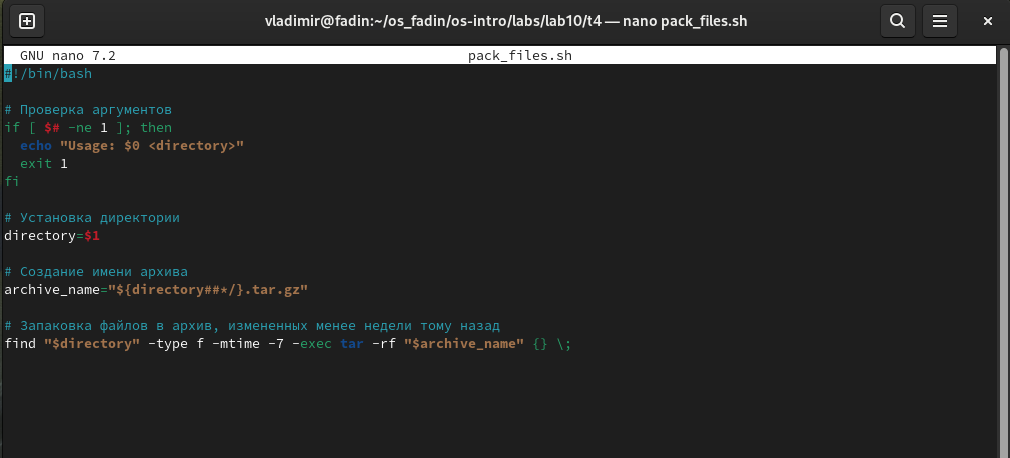 vladimir@fadin:~/os_fadin/os-intro/labs/lab10/t4 — nano pack_files.sh
GNU nano 7.2 pack_files.sh
#!/bin/bash
# Проверка аргументов
if [ $# -ne 1 ]; then
  echo "Usage: $0 <directory>"
  exit 1
fi
# Установка директории
directory=$1
# Создание имени архива
archive_name="${directory##*/}.tar.gz"
# Запаковка файлов в архив, измененных менее недели тому назад
find "$directory" -type f -mtime -7 -exec tar -rf "$archive_name" {} \;